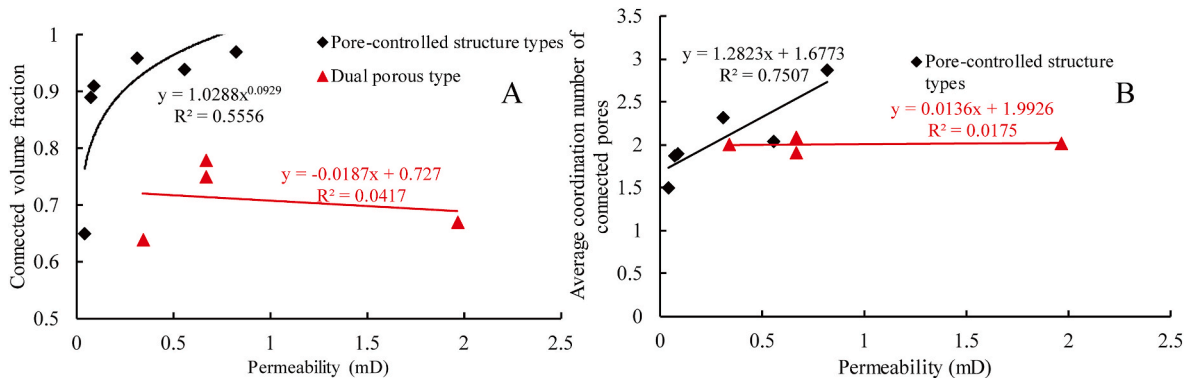 Connected volume fraction
1
0.9
0.8
0.7
0.6
0.5
Pore-controlled structure types
Dual porous type
A
y = 1.0288x^0.0929
R² = 0.5556
y = -0.0187x + 0.727
R² = 0.0417
0
0.5
1
1.5
2
2.5
Permeability (mD)
Average coordination number of
connected pores
3.5
3
2.5
2
1.5
1
0.5
0
y = 1.2823x + 1.6773
R² = 0.7507
Pore-controlled structure
types
B
y = 0.0136x + 1.9926
R² = 0.0175
0
0.5
1
1.5
2
2.5
Permeability (mD)